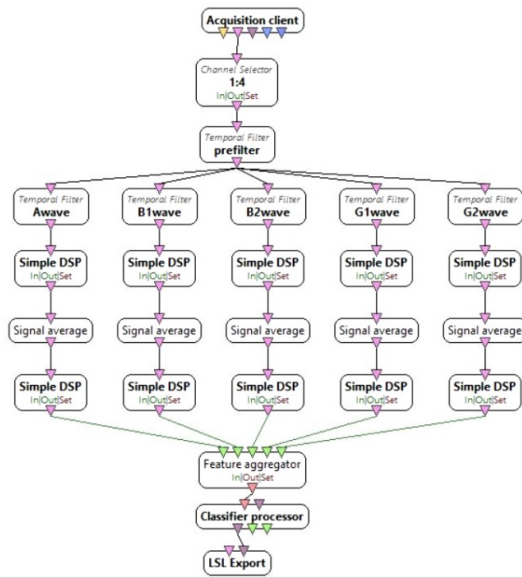 Acquisition client
Channel Selector
1:4
In|Out|Set
Temporal Filter
prefilter
Temporal Filter Temporal Filter Temporal Filter Temporal Filter Temporal Filter
Awave B1wave B2wave G1wave G2wave
Simple DSP Simple DSP Simple DSP Simple DSP Simple DSP
In|Out|Set In|Out|Set In|Out|Set In|Out|Set In|Out|Set
Signal average Signal average Signal average Signal average Signal average
Simple DSP Simple DSP Simple DSP Simple DSP Simple DSP
In|Out|Set In|Out|Set In|Out|Set In|Out|Set In|Out|Set
Feature aggregator
In|Out|Set
Classifier processor
LSL Export